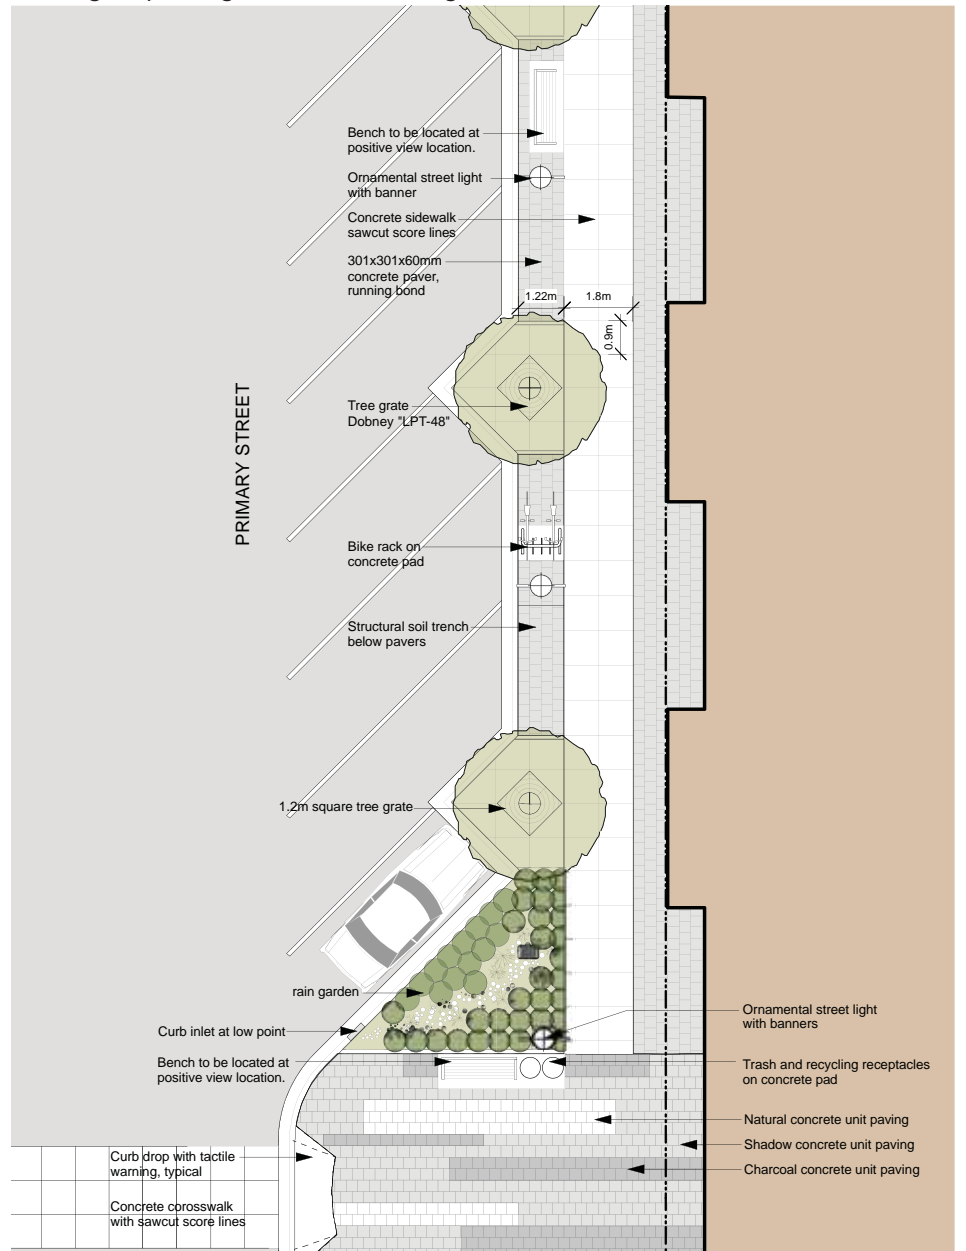 Bench to be located at
positive view location.
Ornamental street light
with banner
Concrete sidewalk
sawcut score lines
301x301x60mm
concrete paver,
running bond
1.22m
1.8m
0.9m
PRIMARY STREET
Tree grate
Dobney "LPT-48"
Bike rack on
concrete pad
Structural soil trench
below pavers
1.2m square tree grate
rain garden
Curb inlet at low point
Bench to be located at
positive view location.
Ornamental street light
with banners
Trash and recycling receptacles
on concrete pad
Natural concrete unit paving
Shadow concrete unit paving
Charcoal concrete unit paving
Curb drop with tactile
warning, typical
Concrete corosswalk
with sawcut score lines